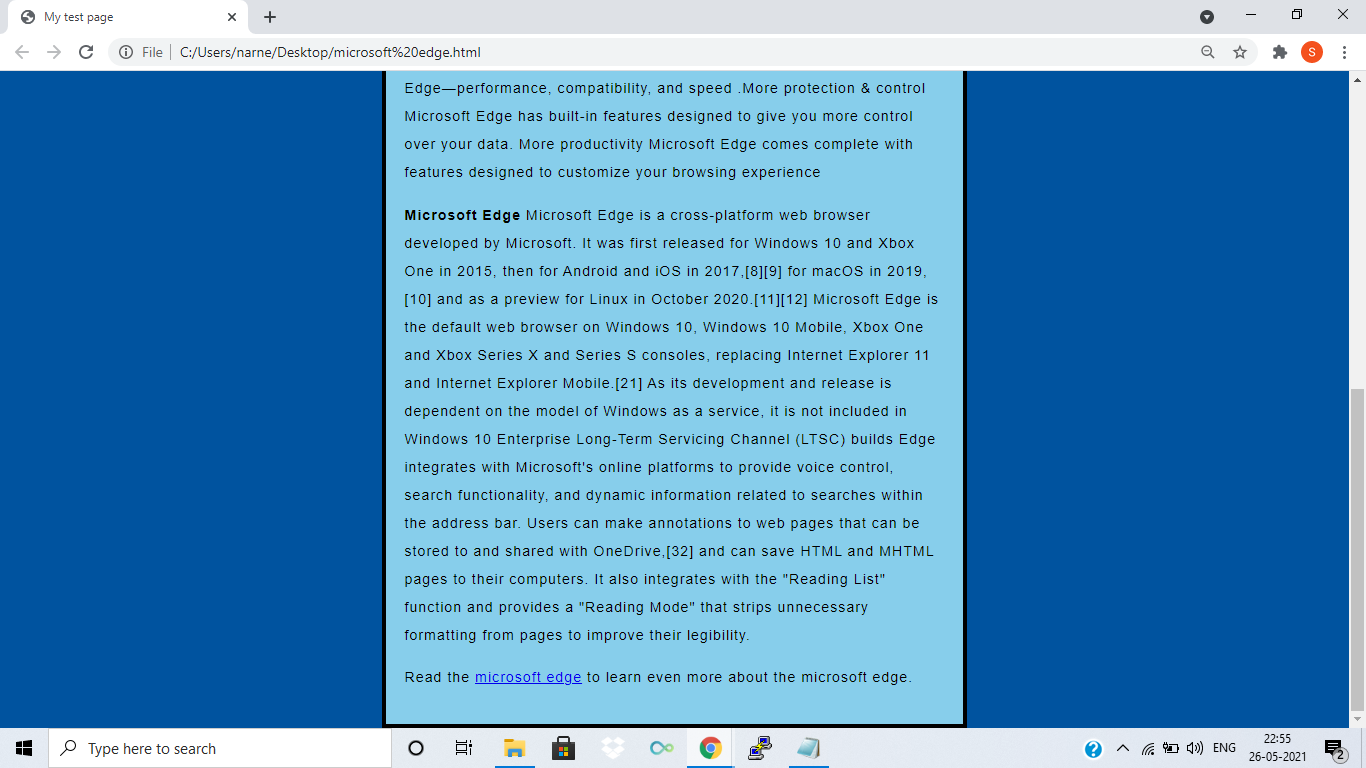 My test page
File
C:/Users/narne/Desktop/microsoft%20edge.html
S
Edge—performance, compatibility, and speed .More protection & control
Microsoft Edge has built-in features designed to give you more control
over your data. More productivity Microsoft Edge comes complete with
features designed to customize your browsing experience
Microsoft Edge Microsoft Edge is a cross-platform web browser
developed by Microsoft. It was first released for Windows 10 and Xbox
One in 2015, then for Android and iOS in 2017,[8][9] for macOS in 2019,
[10] and as a preview for Linux in October 2020.[11][12] Microsoft Edge is
the default web browser on Windows 10, Windows 10 Mobile, Xbox One
and Xbox Series X and Series S consoles, replacing Internet Explorer 11
and Internet Explorer Mobile.[21] As its development and release is
dependent on the model of Windows as a service, it is not included in
Windows 10 Enterprise Long-Term Servicing Channel (LTSC) builds Edge
integrates with Microsoft's online platforms to provide voice control,
search functionality, and dynamic information related to searches within
the address bar. Users can make annotations to web pages that can be
stored to and shared with OneDrive,[32] and can save HTML and MHTML
pages to their computers. It also integrates with the "Reading List"
function and provides a "Reading Mode" that strips unnecessary
formatting from pages to improve their legibility.
Read the microsoft edge to learn even more about the microsoft edge.
Type here to search
ENG
22:55
26-05-2021
2